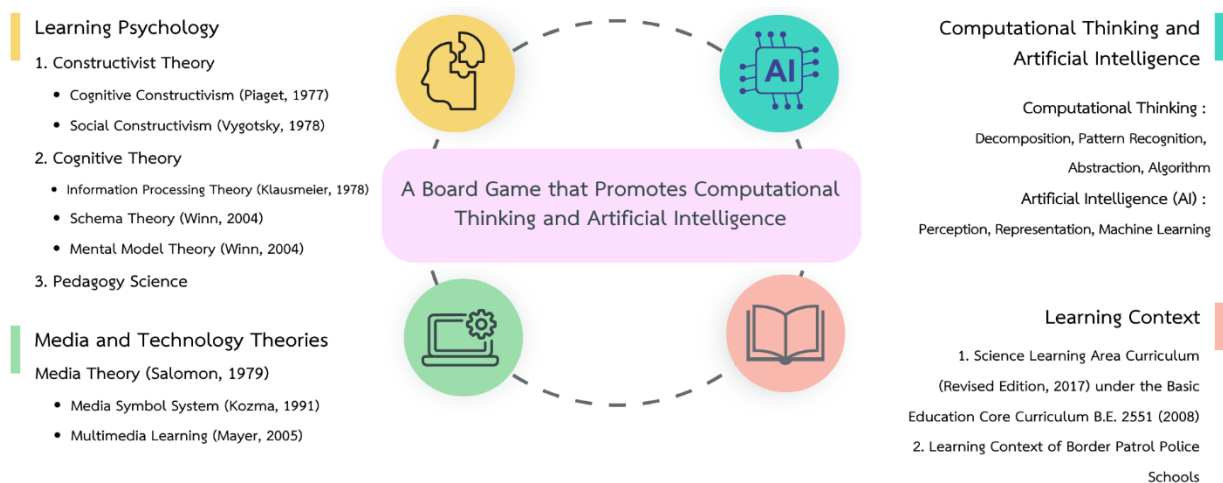 Learning Psychology
1. Constructivist Theory
• Cognitive Constructivism (Piaget, 1977)
• Social Constructivism (Vygotsky, 1978)
2. Cognitive Theory
• Information Processing Theory (Klausmeier, 1978)
• Schema Theory (Winn, 2004)
• Mental Model Theory (Winn, 2004)
3. Pedagogy Science
Media and Technology Theories
Media Theory (Salomon, 1979)
• Media Symbol System (Kozma, 1991)
• Multimedia Learning (Mayer, 2005)
AI
A Board Game that Promotes Computational
Thinking and Artificial Intelligence
Computational Thinking and
Artificial Intelligence
Computational Thinking :
Decomposition, Pattern Recognition,
Abstraction, Algorithm
Artificial Intelligence (AI) :
Perception, Representation, Machine Learning
Learning Context
1. Science Learning Area Curriculum
(Revised Edition, 2017) under the Basic
Education Core Curriculum B.E. 2551 (2008)
2. Learning Context of Border Patrol Police
Schools